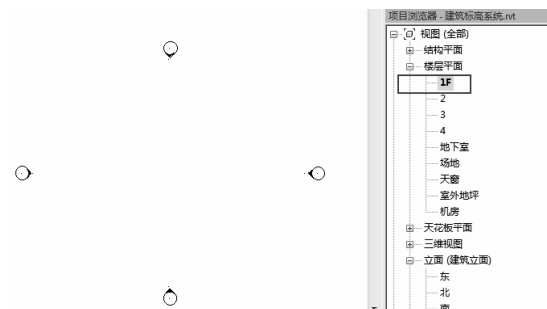 项目浏览器 - 建筑标高系统.rvt
视图 (全部)
结构平面
楼层平面
1F
2
3
4
地下室
场地
天窗
室外地坪
机房
天花板平面
三维视图
立面 (建筑立面)
东
北